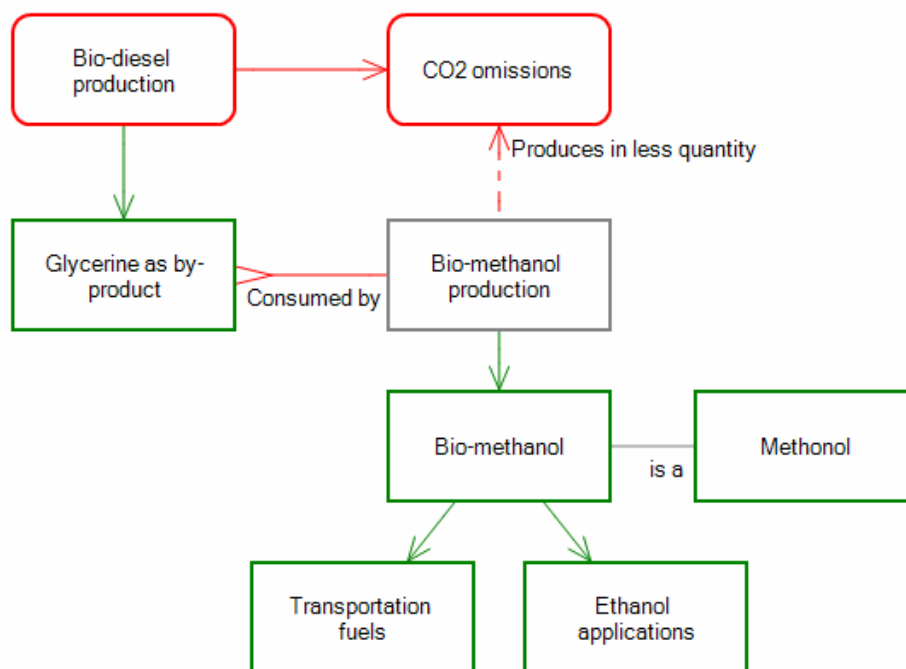 Bio-diesel
production
CO2 omissions
Produces in less quantity
Glycerine as by-
product
Consumed by
Bio-methanol
production
Bio-methanol
is a
Methonol
Transportation
fuels
Ethanol
applications